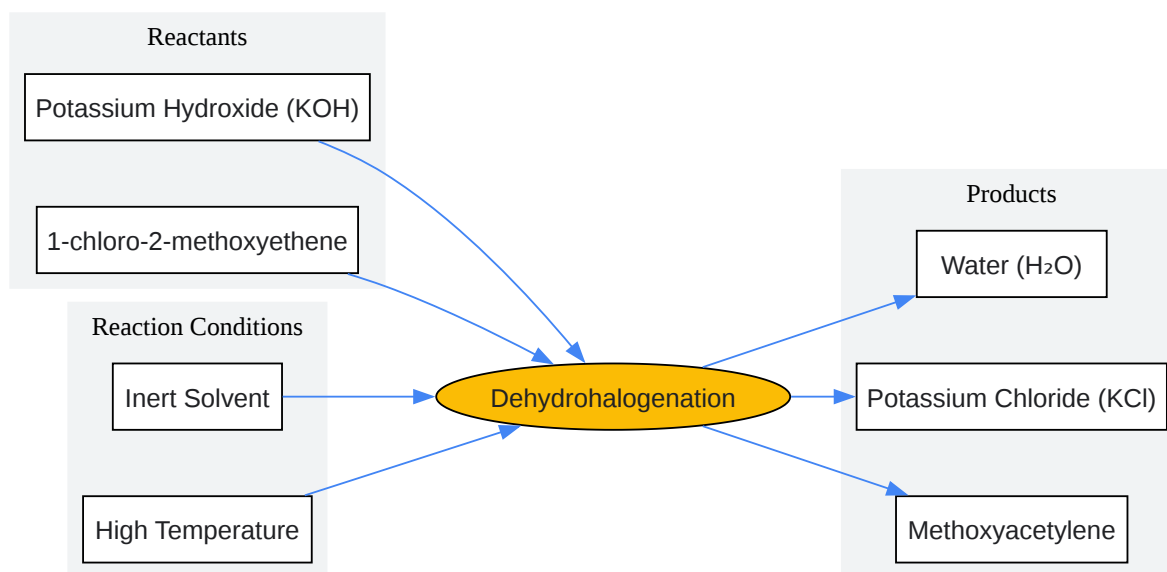 Reactants
Potassium Hydroxide (KOH)
1-chloro-2-methoxyethene
Reaction Conditions
Inert Solvent
High Temperature
Dehydrohalogenation
Products
Water (H₂O)
Potassium Chloride (KCl)
Methoxyacetylene